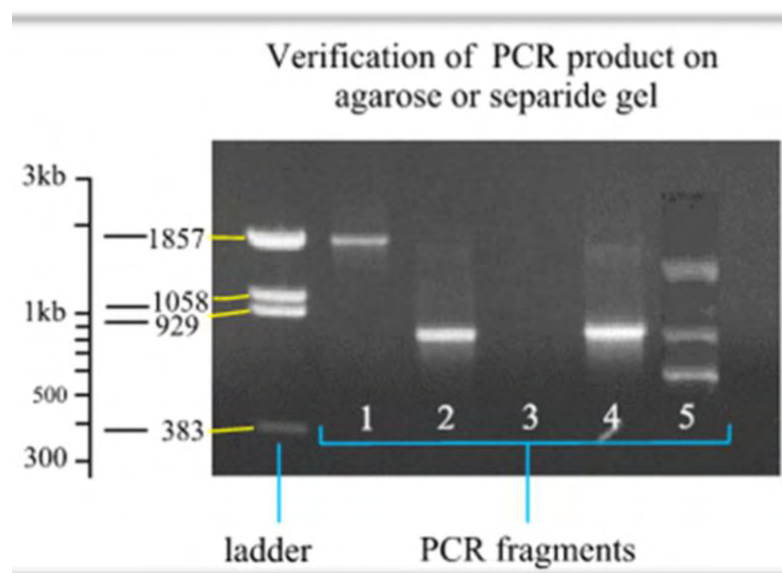 Verification of PCR product on
agarose or separide gel
3kb
1857
1058
1kb
929
500
383
300
1 2 3 4 5
ladder
PCR fragments